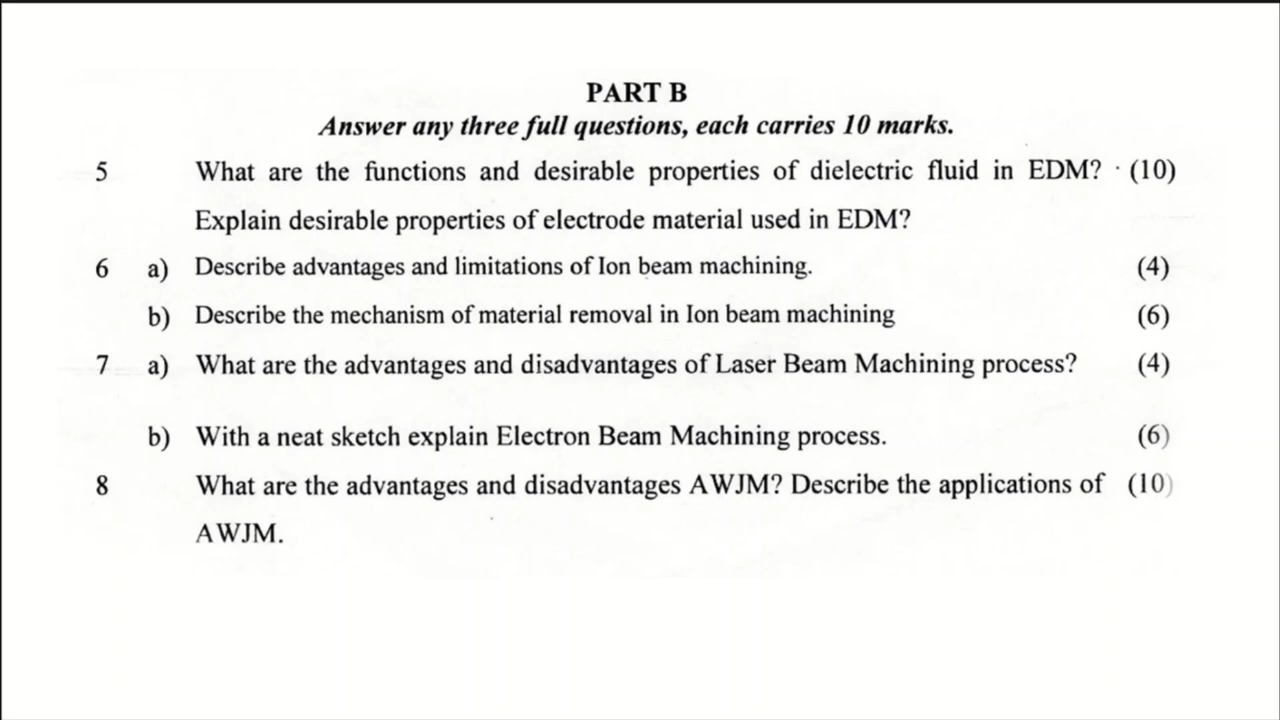 PART B
Answer any three full questions, each carries 10 marks.
5 What are the functions and desirable properties of dielectric fluid in EDM? (10)
Explain desirable properties of electrode material used in EDM?
6 a) Describe advantages and limitations of Ion beam machining. (4)
b) Describe the mechanism of material removal in Ion beam machining (6)
7 a) What are the advantages and disadvantages of Laser Beam Machining process? (4)
b) With a neat sketch explain Electron Beam Machining process. (6)
8 What are the advantages and disadvantages AWJM? Describe the applications of (10)
AWJM.